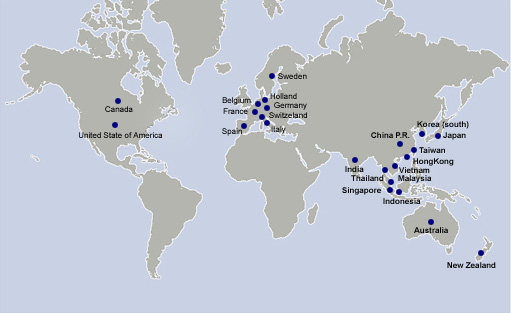 Sweden
Belgium
Holland
Germany
France
Switzeland
Spain
Italy
Canada
United State of America
Korea (south)
China P.R.
Japan
Taiwan
HongKong
India
Vietnam
Thailand
Malaysia
Singapore
Indonesia
Australia
New Zealand